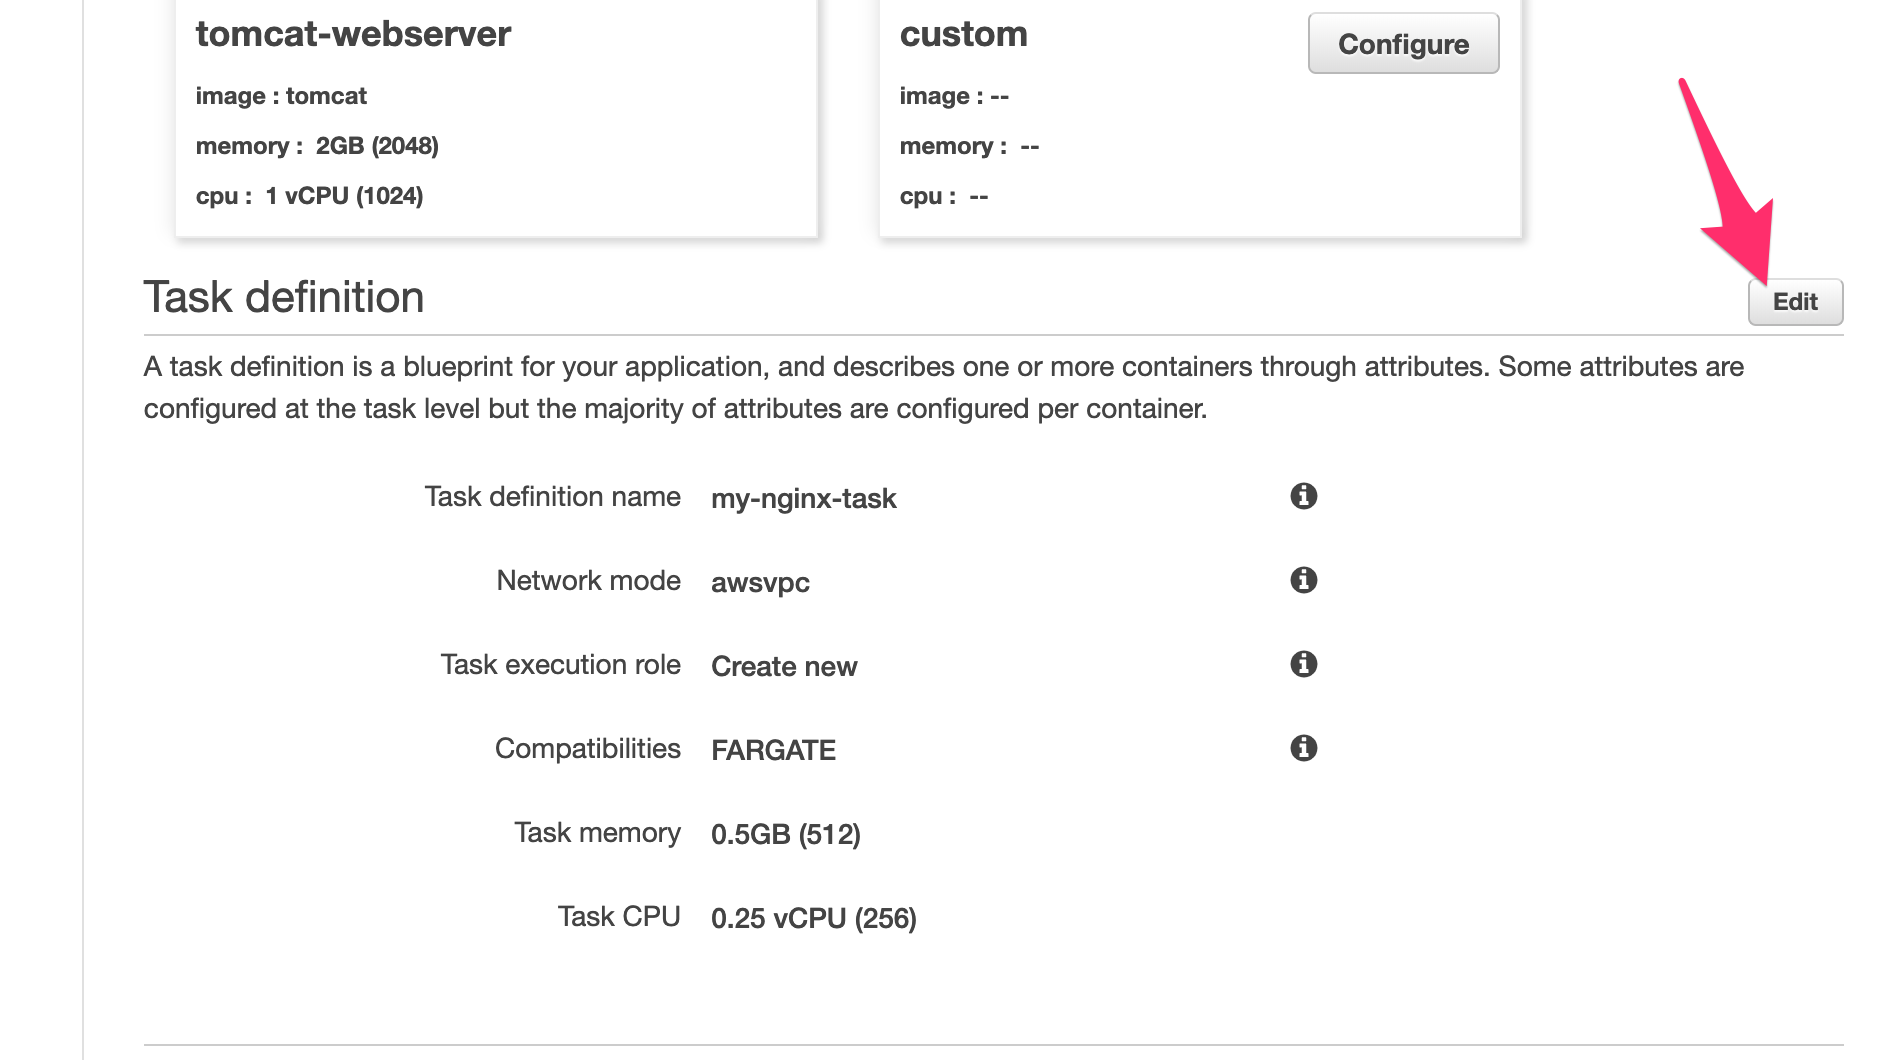 tomcat-webserver
image : tomcat
memory : 2GB (2048)
cpu : 1 vCPU (1024)
custom
Configure
image : --
memory : --
cpu : --
Task definition
Edit
A task definition is a blueprint for your application, and describes one or more containers through attributes. Some attributes are
configured at the task level but the majority of attributes are configured per container.
Task definition name my-nginx-task
Network mode awsvpc
Task execution role Create new
Compatibilities FARGATE
Task memory 0.5GB (512)
Task CPU 0.25 vCPU (256)